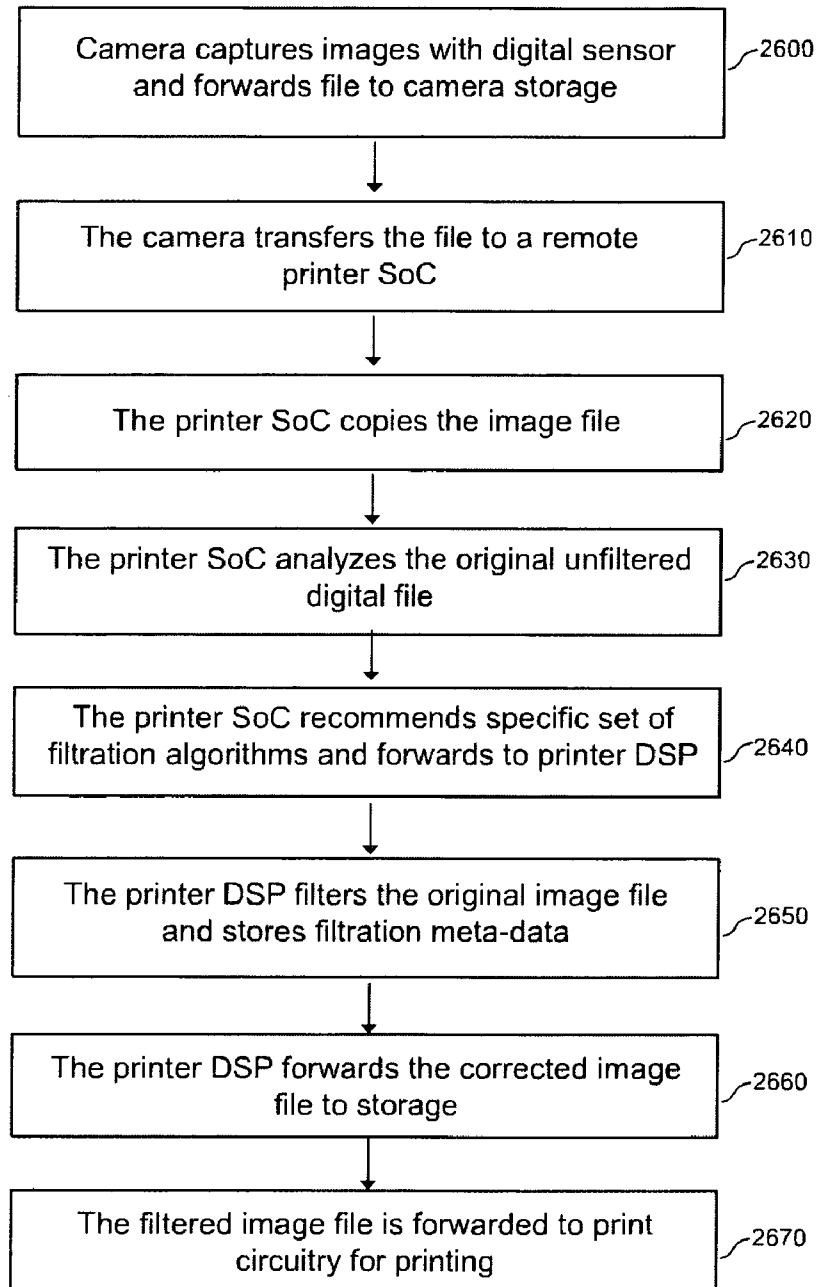 Camera captures images with digital sensor
and forwards file to camera storage
2600
The camera transfers the file to a remote
printer SoC
2610
The printer SoC copies the image file
2620
The printer SoC analyzes the original unfiltered
digital file
2630
The printer SoC recommends specific set of
filtration algorithms and forwards to printer DSP
2640
The printer DSP filters the original image file
and stores filtration meta-data
2650
The printer DSP forwards the corrected image
file to storage
2660
The filtered image file is forwarded to print
circuitry for printing
2670